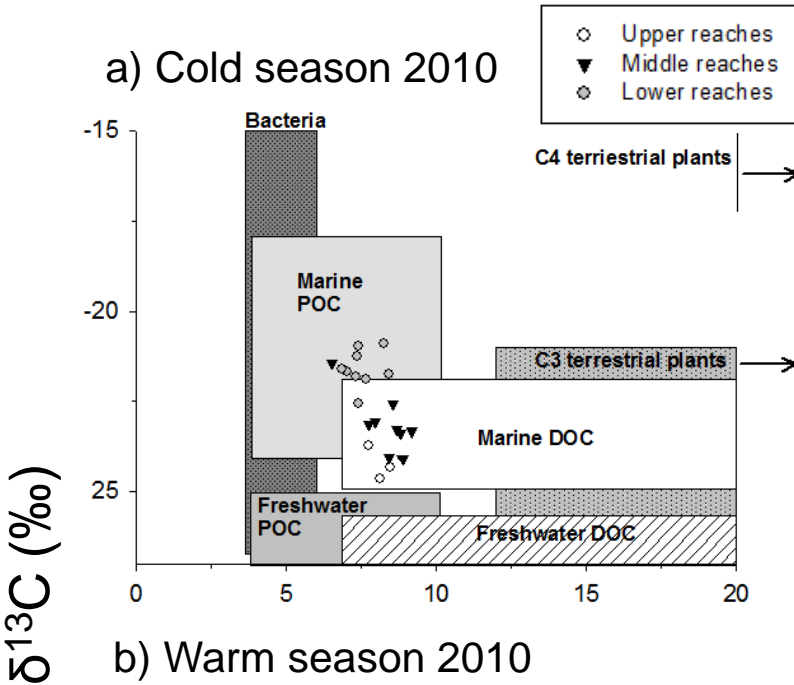 Upper reaches
a) Cold season 2010
Middle reaches
Lower reaches
Bacteria
-15
C4 terriestrial plants
Marine
POC
-20
C3 terrestrial plants
Marine DOC
25
Freshwater
POC
Freshwater DOC
0 5 10 15 20
δ¹³C (‰)
b) Warm season 2010